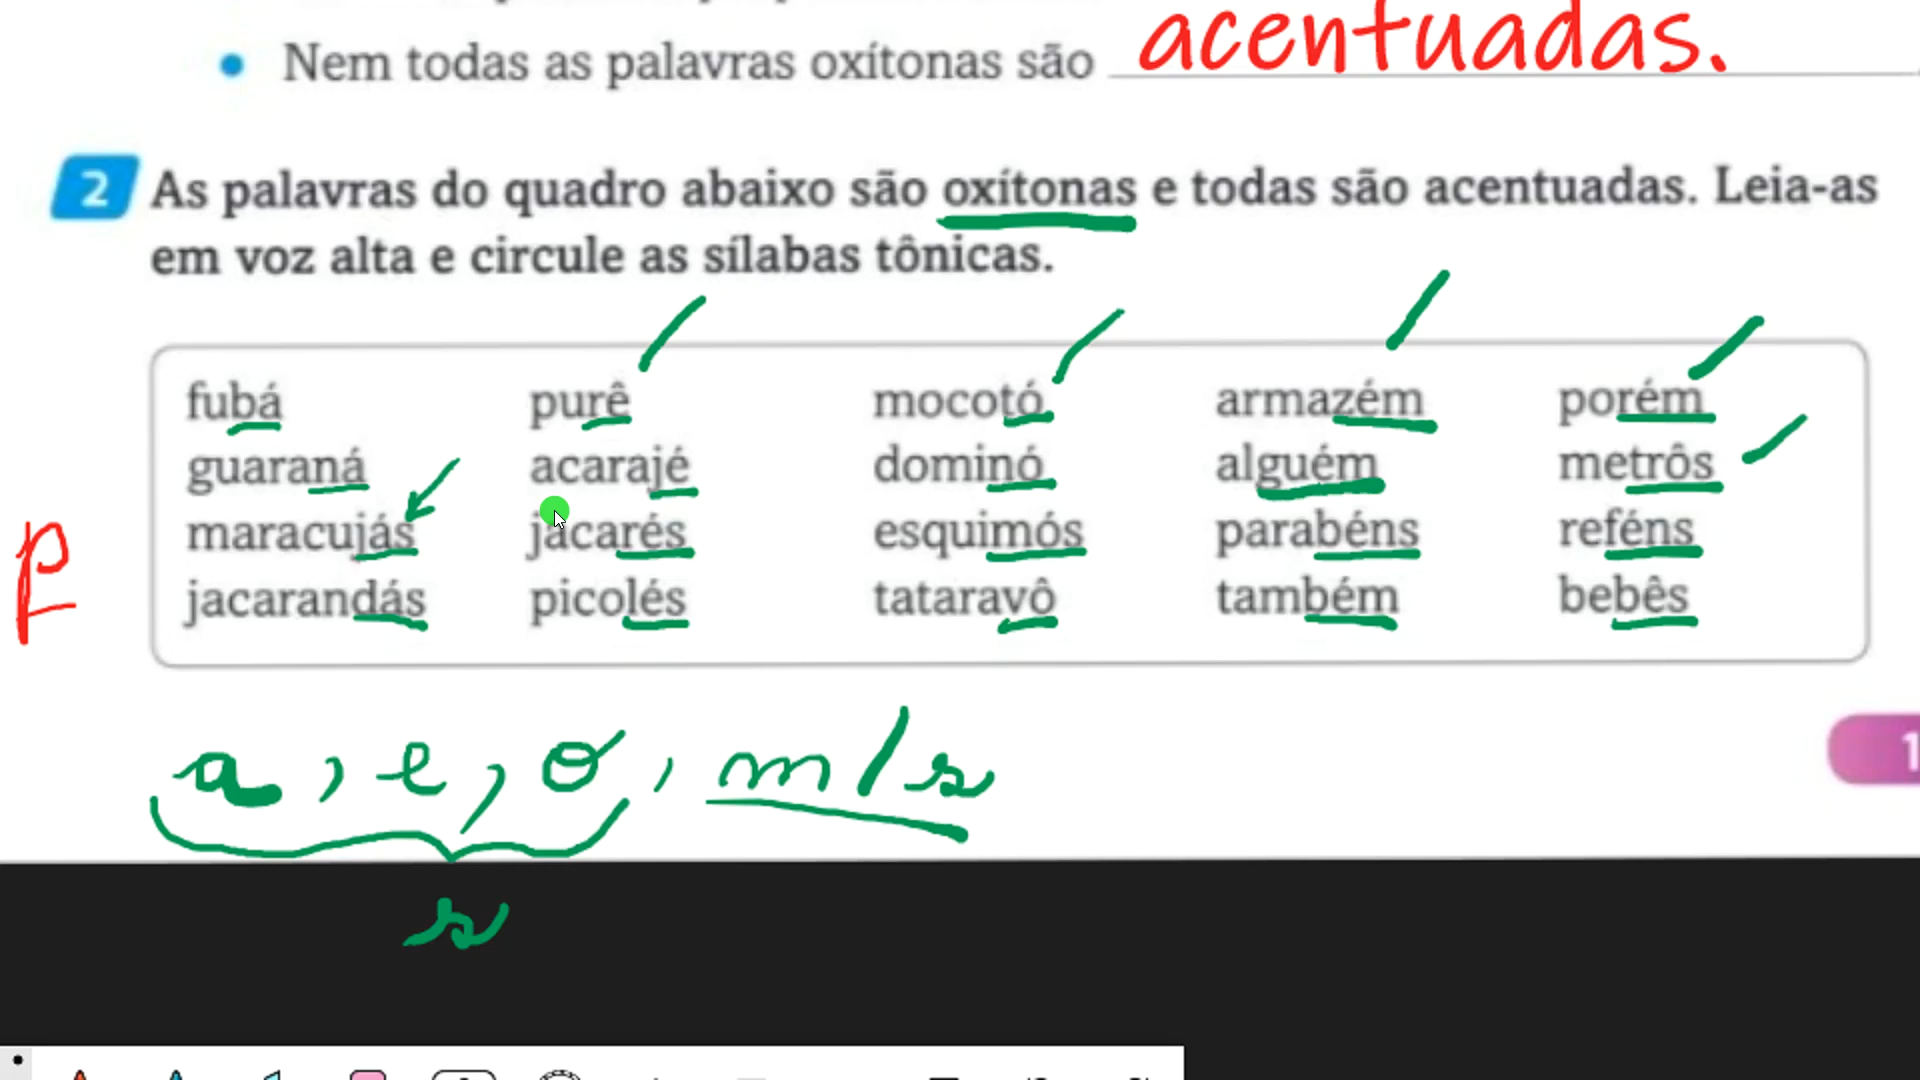 acentuadas.
Nem todas as palavras oxítonas são
2 As palavras do quadro abaixo são oxítonas e todas são acentuadas. Leia-as
em voz alta e circule as sílabas tônicas.
fubá purê mocotó armazém porém
guaraná acarajé dominó alguém metrôs
maracujás jacarés esquimós parabéns reféns
jacarandás picolés tataravô também bebês
a, e, o, m/s
s